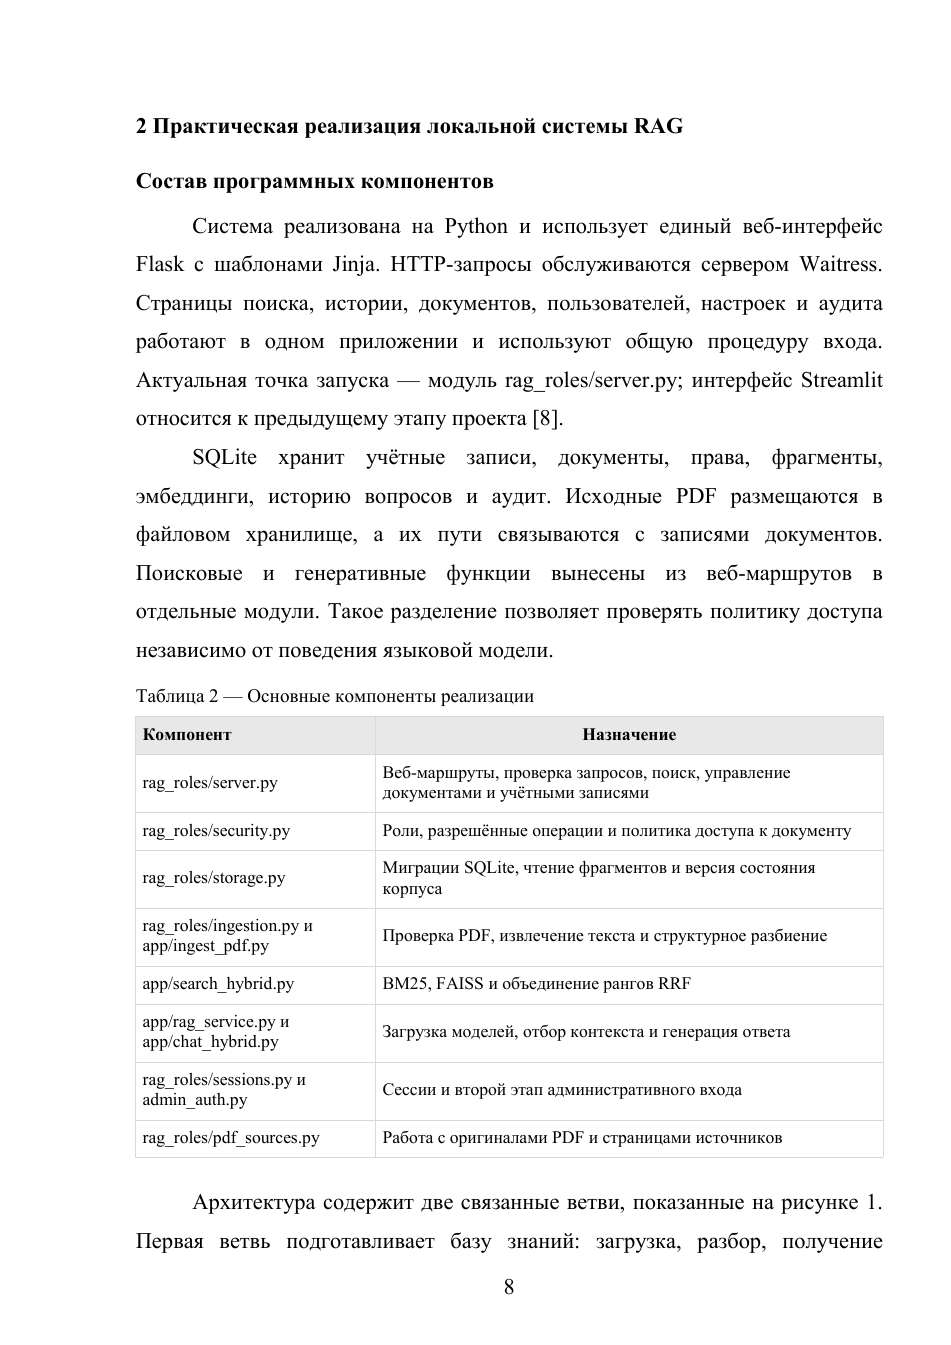 2 Практическая реализация локальной системы RAG
Состав программных компонентов
Система реализована на Python и использует единый веб-интерфейс
Flask с шаблонами Jinja. HTTP-запросы обслуживаются сервером Waitress.
Страницы поиска, истории, документов, пользователей, настроек и аудита
работают в одном приложении и используют общую процедуру входа.
Актуальная точка запуска — модуль rag_roles/server.py; интерфейс Streamlit
относится к предыдущему этапу проекта [8].
SQLite хранит учётные записи, документы, права, фрагменты,
эмбеддинги, историю вопросов и аудит. Исходные PDF размещаются в
файловом хранилище, а их пути связываются с записями документов.
Поисковые и генеративные функции вынесены из веб-маршрутов в
отдельные модули. Такое разделение позволяет проверять политику доступа
независимо от поведения языковой модели.
Таблица 2 — Основные компоненты реализации
Компонент Назначение
rag_roles/server.py Веб-маршруты, проверка запросов, поиск, управление
документами и учётными записями
rag_roles/security.py Роли, разрешённые операции и политика доступа к документу
rag_roles/storage.py Миграции SQLite, чтение фрагментов и версия состояния
корпуса
rag_roles/ingestion.py и
app/ingest_pdf.py Проверка PDF, извлечение текста и структурное разбиение
app/search_hybrid.py BM25, FAISS и объединение рангов RRF
app/rag_service.py и
app/chat_hybrid.py Загрузка моделей, отбор контекста и генерация ответа
rag_roles/sessions.py и
admin_auth.py Сессии и второй этап административного входа
rag_roles/pdf_sources.py Работа с оригиналами PDF и страницами источников
Архитектура содержит две связанные ветви, показанные на рисунке 1.
Первая ветвь подготавливает базу знаний: загрузка, разбор, получение
8